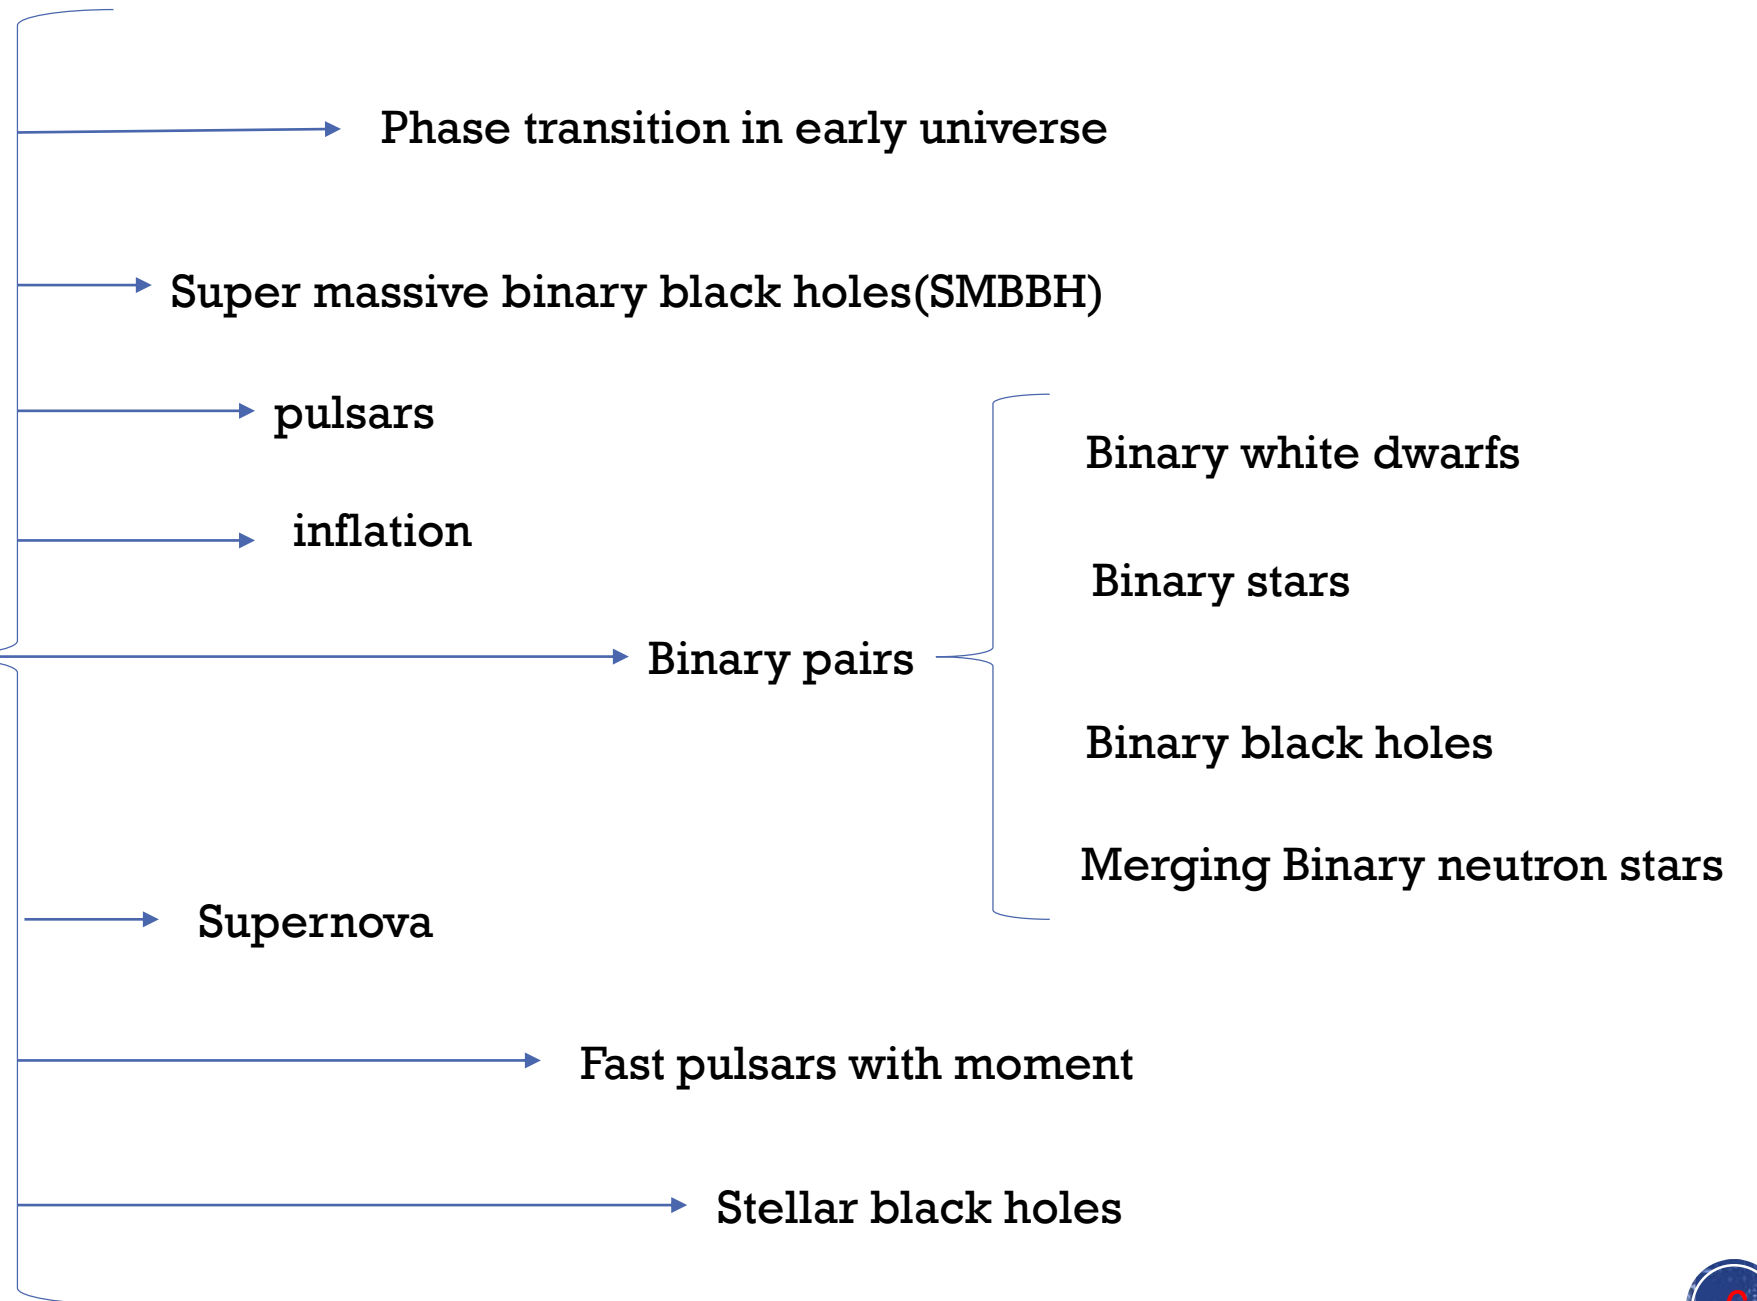 Phase transition in early universe
Super massive binary black holes(SMBBH)
pulsars
inflation
Binary pairs
Binary white dwarfs
Binary stars
Binary black holes
Merging Binary neutron stars
Supernova
Fast pulsars with moment
Stellar black holes